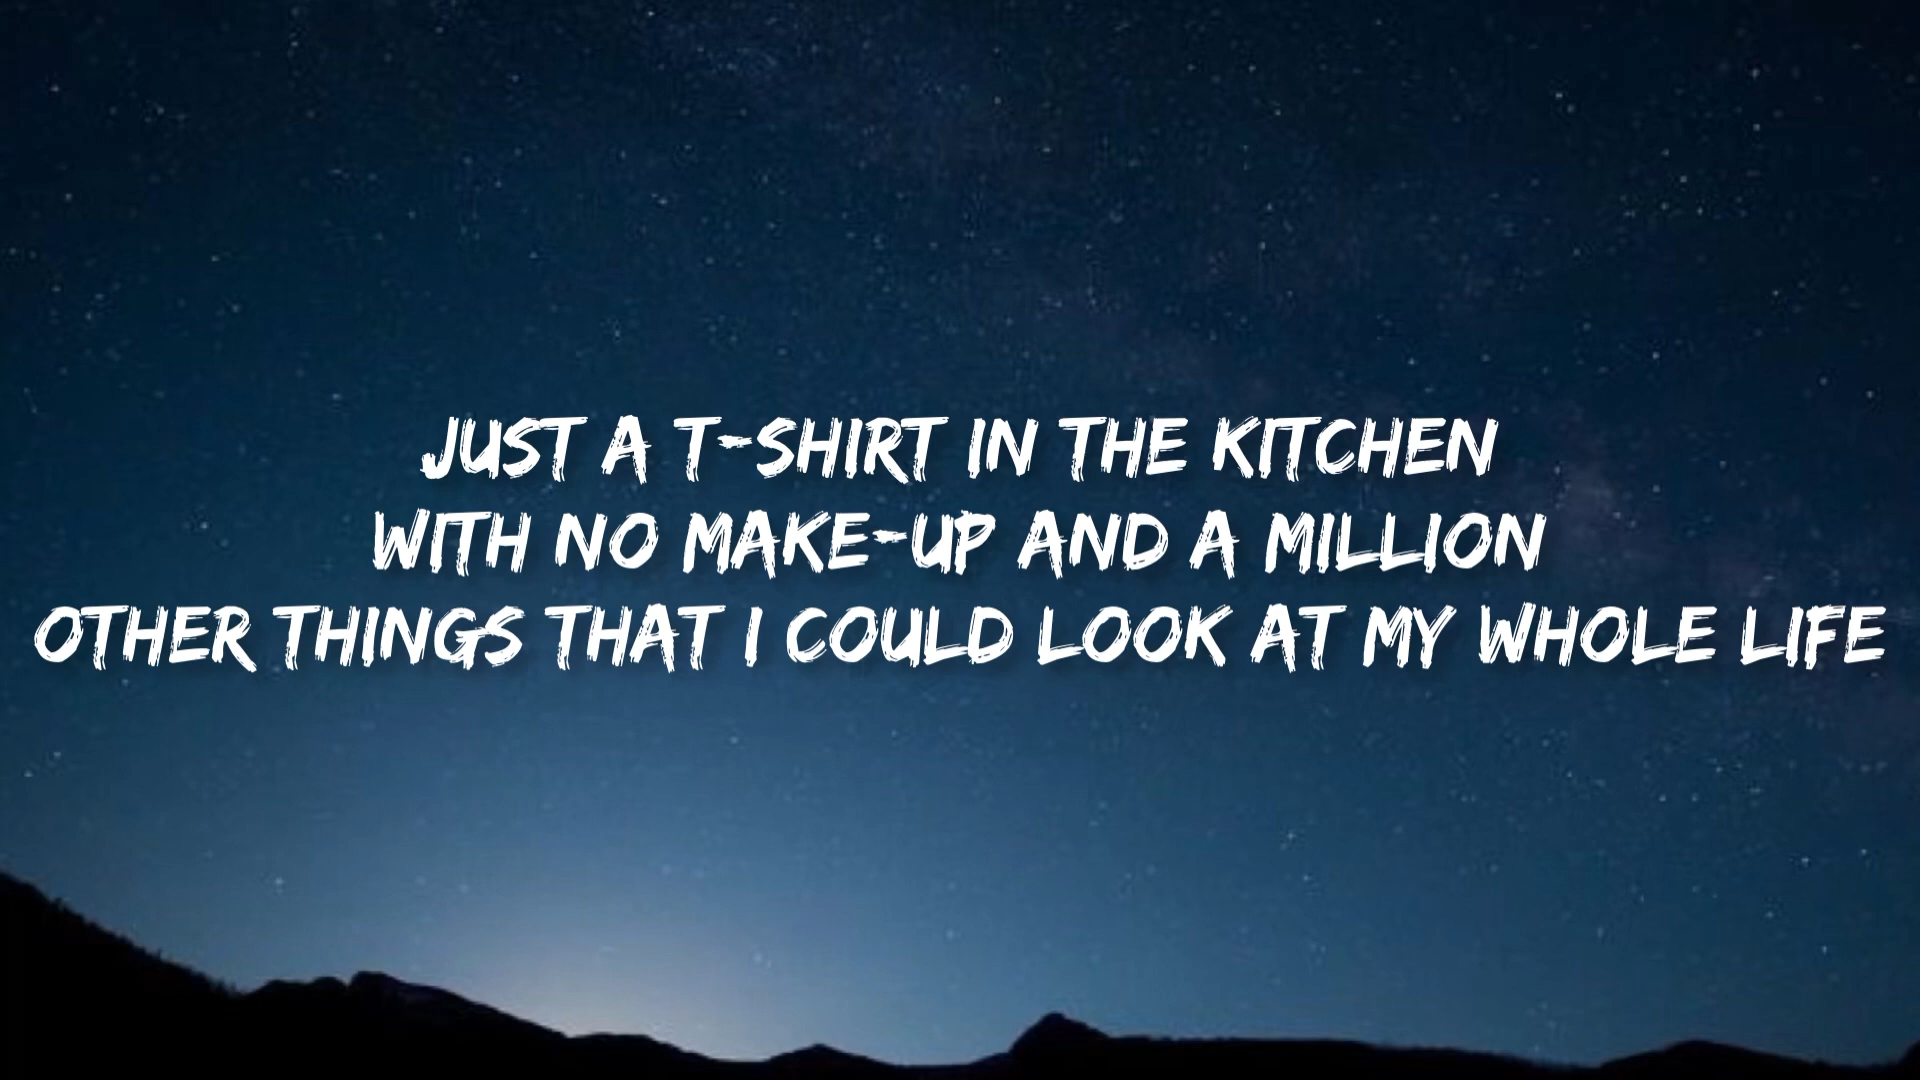 JUST A T-SHIRT IN THE KITCHEN
WITH NO MAKE-UP AND A MILLION
OTHER THINGS THAT I COULD LOOK AT MY WHOLE LIFE